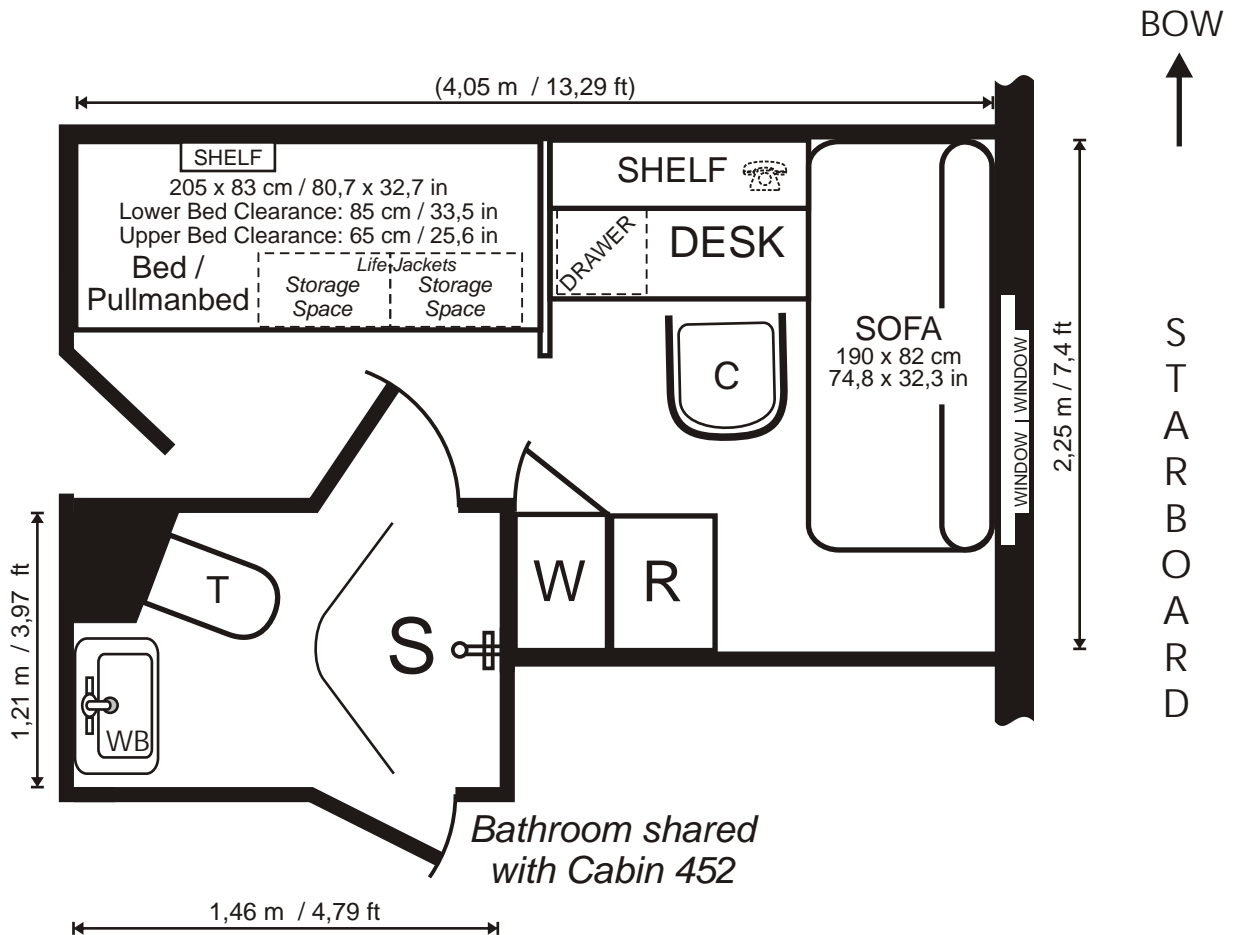 BOW
(4,05 m / 13,29 ft)
SHELF
205 x 83 cm / 80,7 x 32,7 in
Lower Bed Clearance: 85 cm / 33,5 in
Upper Bed Clearance: 65 cm / 25,6 in
Bed /
Pullmanbed
Life-Jackets
Storage
Space
Storage
Space
SHELF
DRAWER
DESK
C
SOFA
190 x 82 cm
74,8 x 32,3 in
WINDOW
WINDOW
2,25 m / 7,4 ft
STARBOARD
T
WB
S
W
R
1,21 m / 3,97 ft
Bathroom shared
with Cabin 452
1,46 m / 4,79 ft